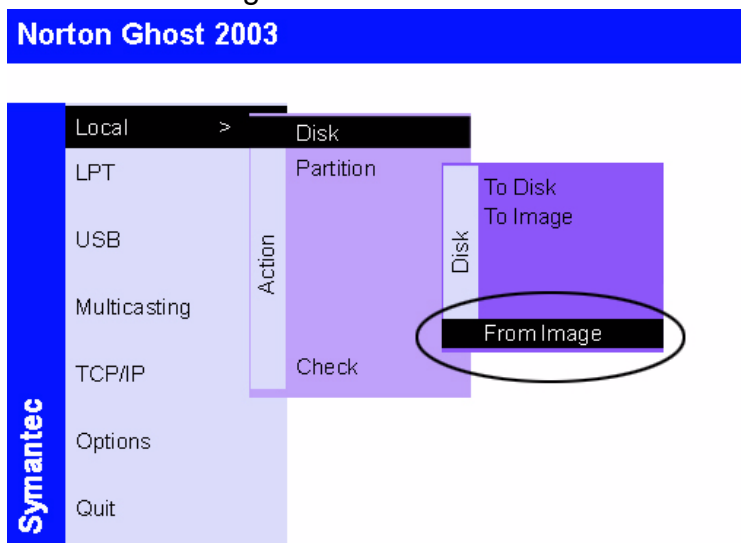 Norton Ghost 2003
Local >
LPT
USB
Multicasting
TCP/IP
Options
Quit
Symantec
Disk
Partition
Check
Action
To Disk
To Image
From Image
Disk